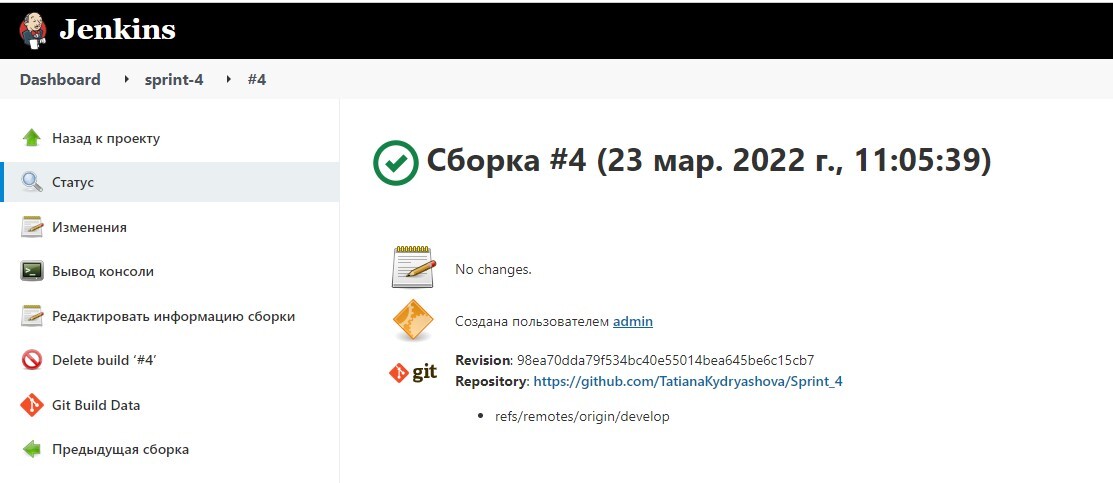 Jenkins
Dashboard sprint-4 #4
Назад к проекту
Статус
Изменения
Вывод консоли
Редактировать информацию сборки
Delete build ‘#4’
Git Build Data
Предыдущая сборка
Сборка #4 (23 мар. 2022 г., 11:05:39)
No changes.
Создана пользователем admin
git
Revision: 98ea70dda79f534bc40e55014bea645be6c15cb7
Repository: https://github.com/TatianaKydryashova/Sprint_4
refs/remotes/origin/develop